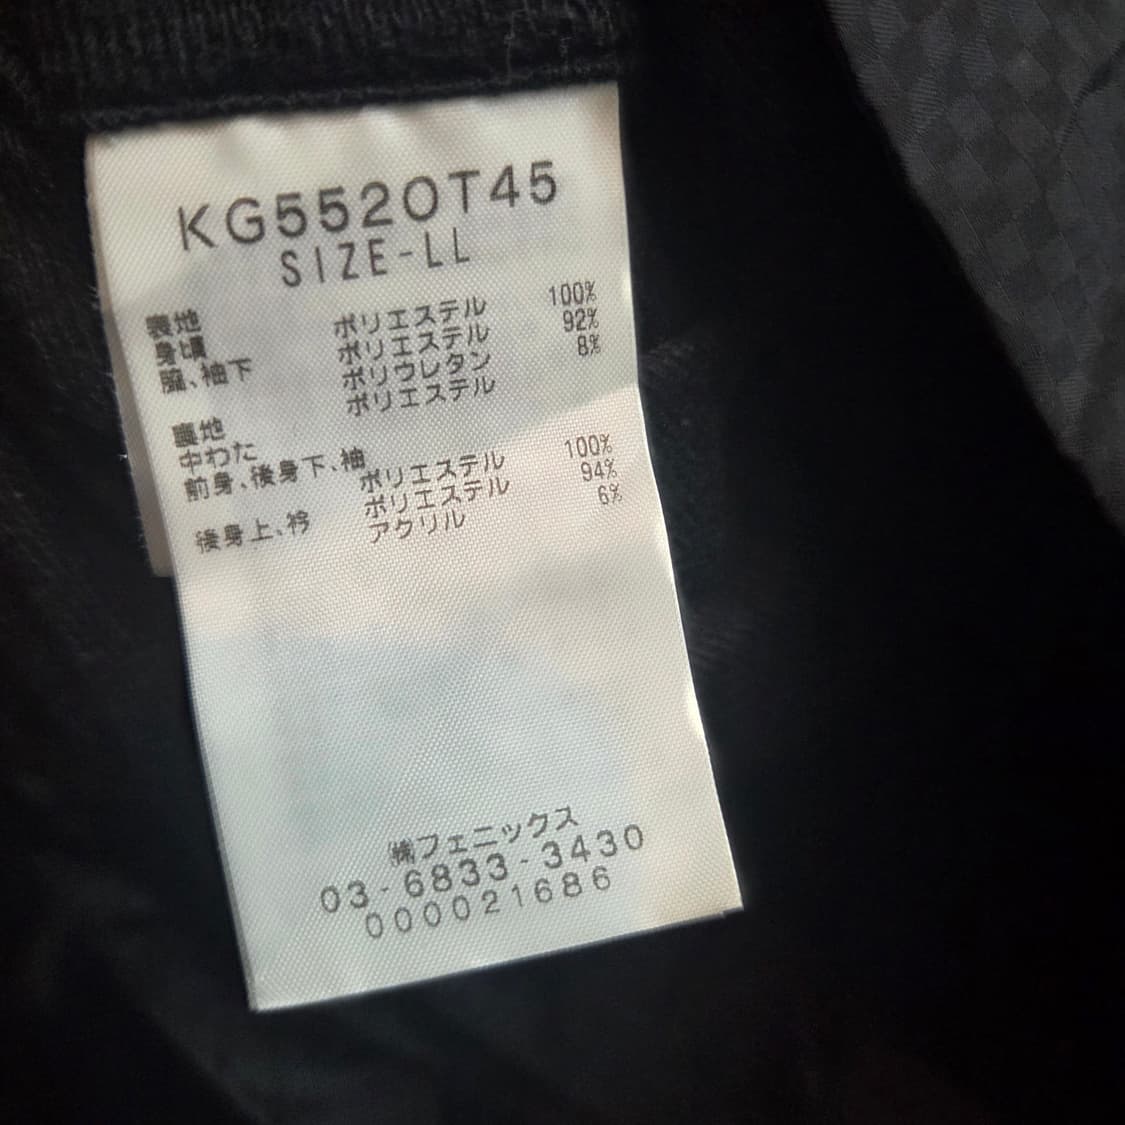 KG552OT45
SIZE-LL
表地
身頃 ポリエステル 100%
脇、袖下 ポリエステル 92%
ポリウレタン 8%
裏地 ポリエステル
中わた
前身、後身下、袖 ポリエステル 100%
後身上、衿 ポリエステル 94%
アクリル 6%
㈱フェニックス
03-6833-3430
000021686